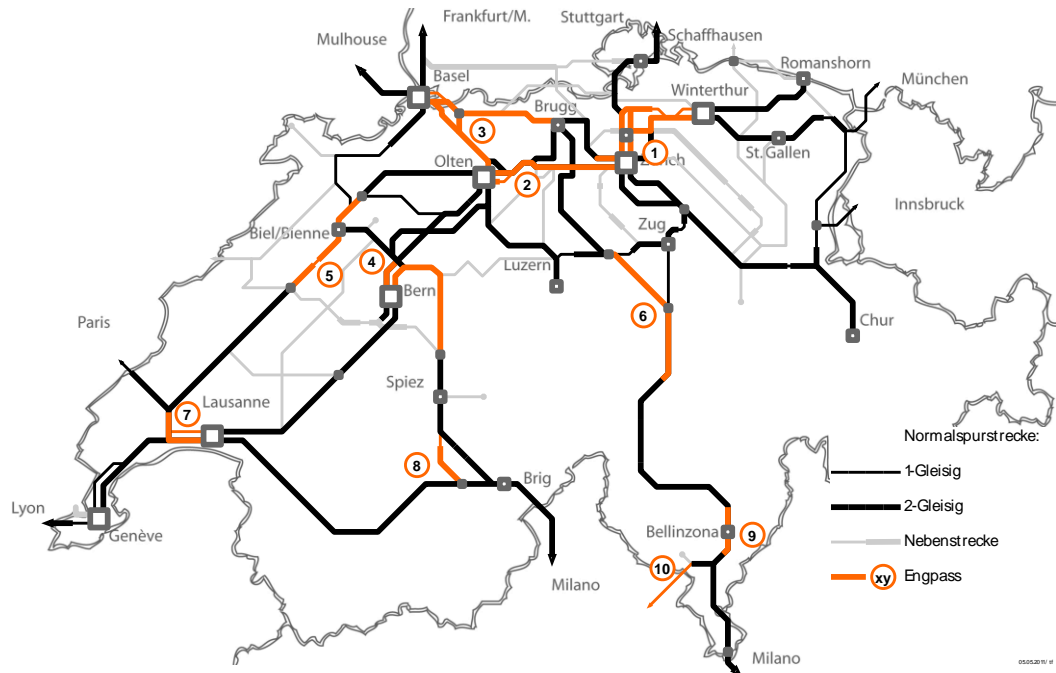 Frankfurt/M.
Stuttgart
Mulhouse
Schaffhausen
Basel
Romanshorn
München
Winterthur
Brugg
3
1
Olten
2
Zürich
St.Gallen
Innsbruck
Biel/Bienne
Zug
4
Luzern
5
Bern
6
Paris
Chur
Spiez
Lausanne
7
8
Brig
Lyon
Genève
Bellinzona
9
10
Milano
Milano
Normalspurstrecke:
1-Gleisig
2-Gleisig
Nebenstrecke
xy Engpass